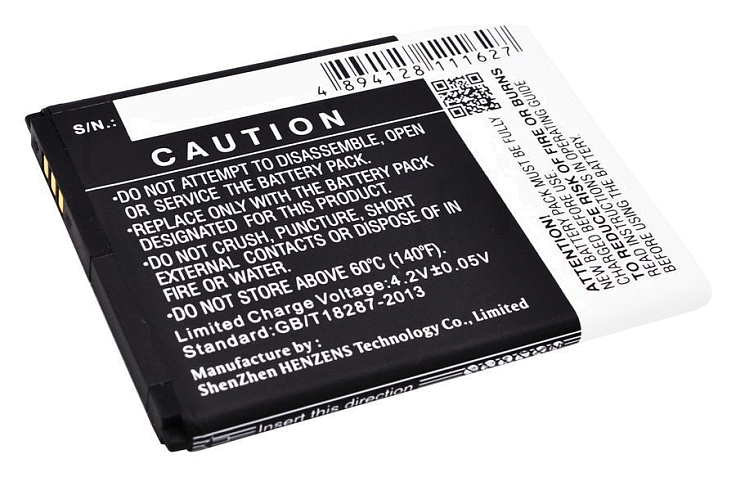 S/N.:
4 894128 111627
CAUTION
•DO NOT ATTEMPT TO DISASSEMBLE, OPEN
OR SERVICE THE BATTERY PACK.
•REPLACE ONLY WITH THE BATTERY PACK
DESIGNATED FOR THIS PRODUCT.
•DO NOT CRUSH, PUNCTURE, SHORT
EXTERNAL CONTACTS OR DISPOSE OF IN
FIRE OR WATER.
•DO NOT STORE ABOVE 60ºC (140ºF).
Limited Charge Voltage:4.2V±0.05V
Standard:GB/T18287-2013
Manufacture by :
ShenZhen HENZENS Technology Co., Limited
Insert this direction
ATTENTION!
NEW BATTERY PACK MUST BE FULLY
CHARGED BEFORE USE.
TO REDUCE RISK OF FIRE OR BURNS
READ INSTRUCTIONS IN OPERATING GUIDE
BEFORE USING THE BATTERY.